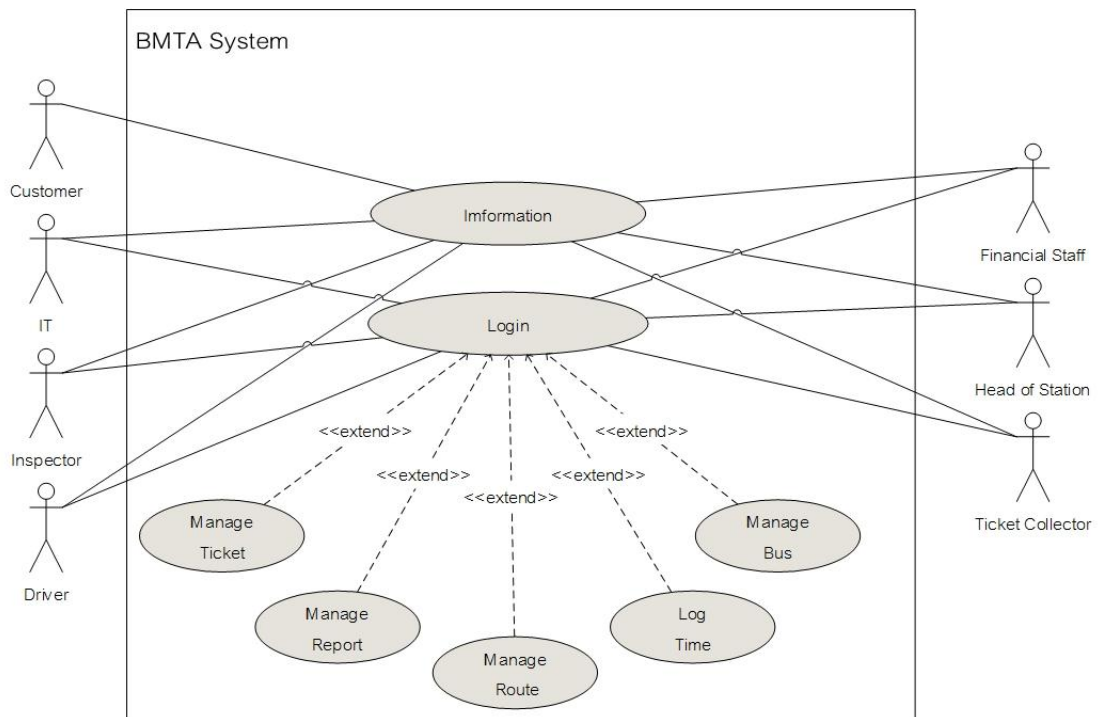 BMTA System
Customer
Imformation
Financial Staff
IT
Login
Head of Station
Inspector
<<extend>>
<<extend>>
<<extend>>
<<extend>>
<<extend>>
Manage
Ticket
Manage
Bus
Ticket Collector
Driver
Manage
Report
Log
Time
Manage
Route